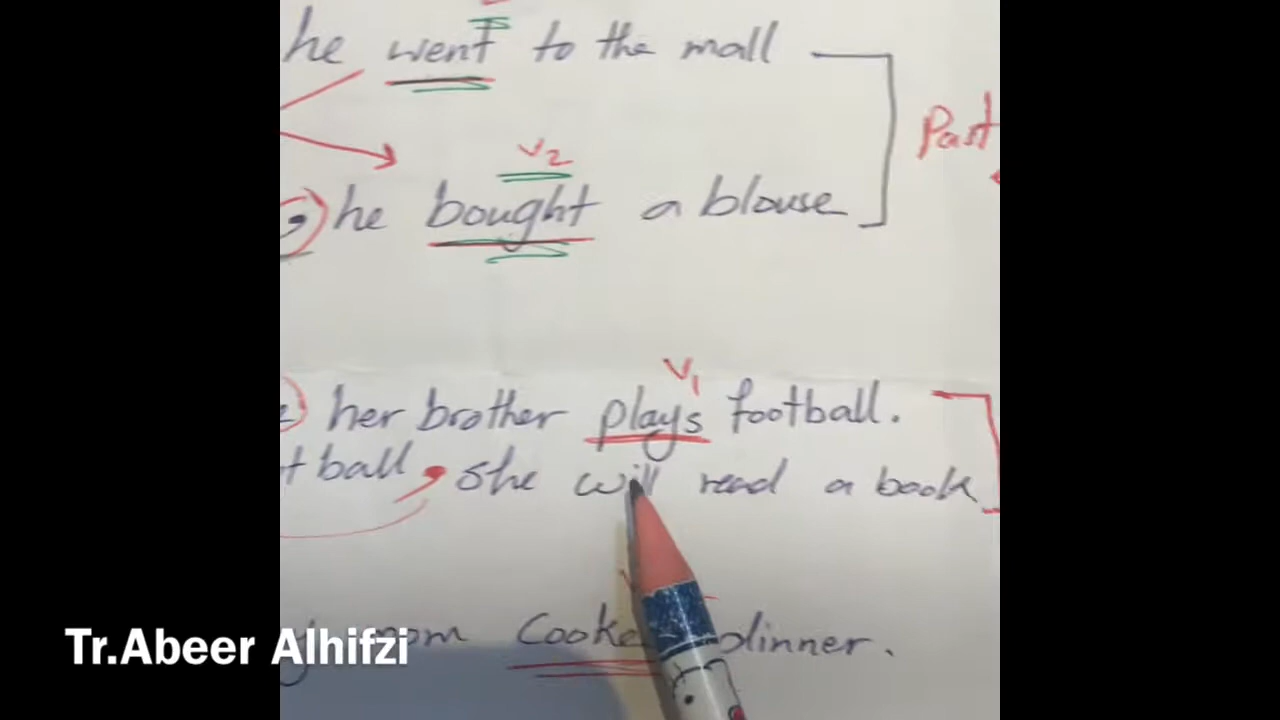 he went to the mall
Past
V2
, he bought a blouse
V1
her brother plays football.
ball, she will read a book
mom Cooke dinner.
Tr.Abeer Alhifzi